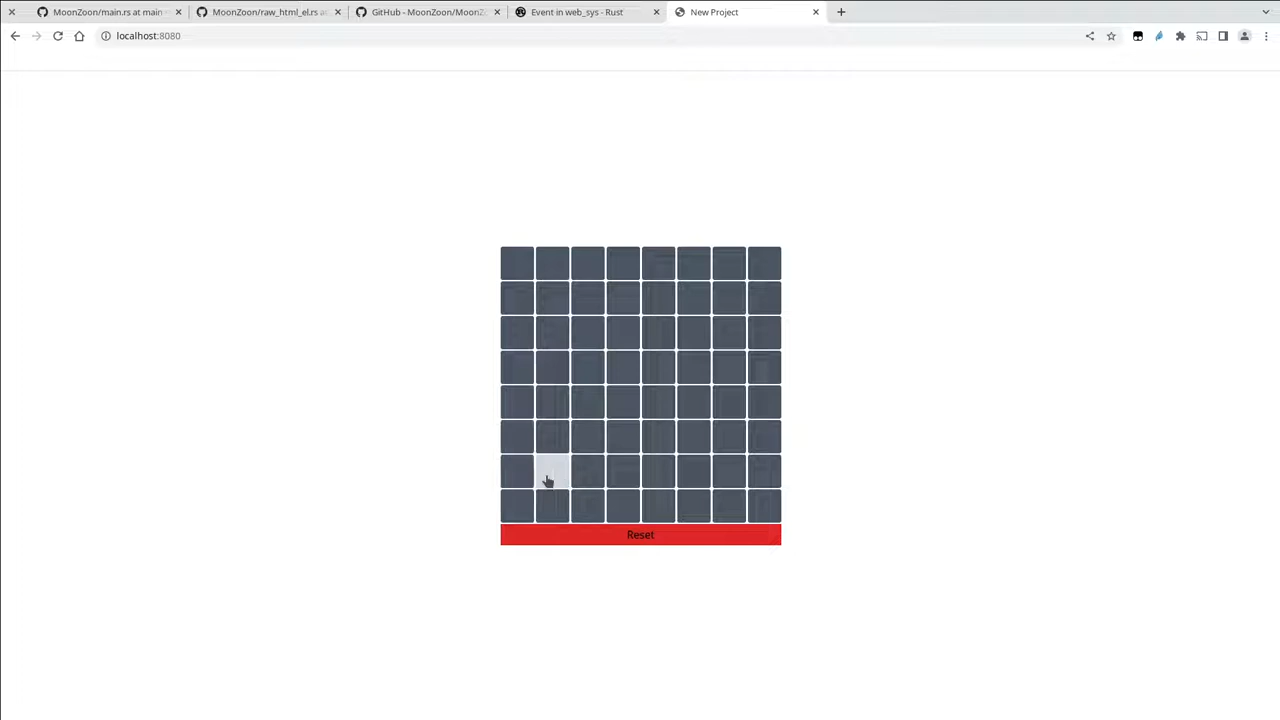 MoonZoon/main.rs at main
MoonZoon/raw_html_el.rs a
GitHub - MoonZoon/MoonZ
Event in web_sys - Rust
New Project
localhost:8080
Reset